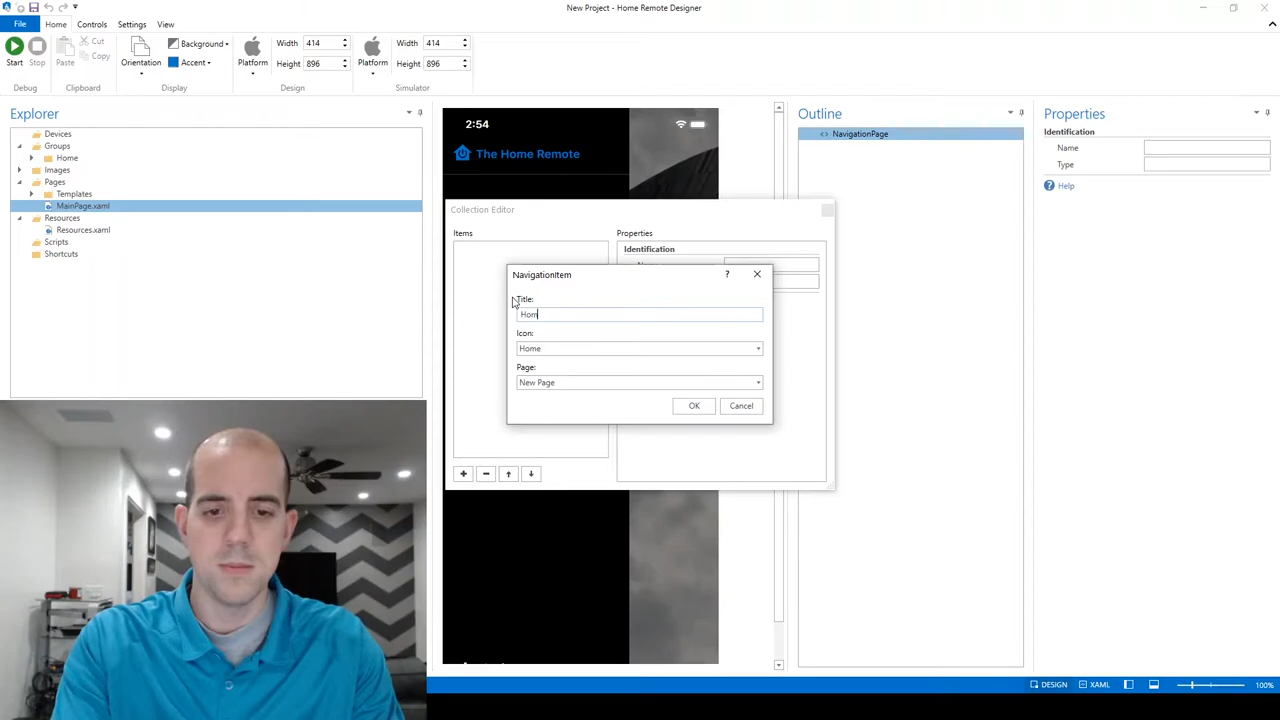 New Project - Home Remote Designer
File
Home
Controls
Settings
View
Start
Stop
Paste
Cut
Copy
Orientation
Background
Accent
Platform
Width 414
Height 896
Platform
Width 414
Height 896
Debug
Clipboard
Display
Design
Simulator
Explorer
Devices
Groups
Home
Images
Pages
Templates
MainPage.xaml
Resources
Resources.xaml
Scripts
Shortcuts
2:54
The Home Remote
Outline
<> NavigationPage
Properties
Identification
Name
Type
Help
Collection Editor
Items
Properties
Identification
NavigationItem
Title:
Hom
Icon:
Home
Page:
New Page
OK
Cancel
DESIGN
XAML
100%